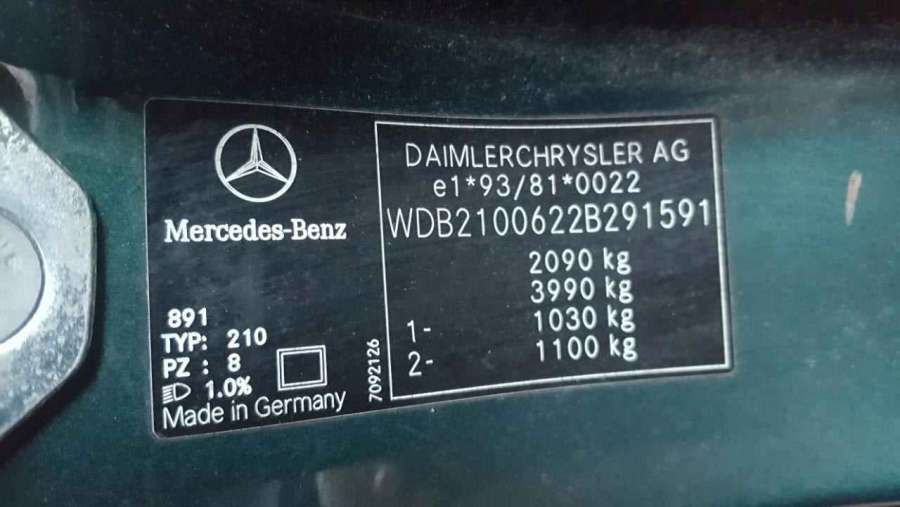 Mercedes-Benz
891
TYP: 210
PZ : 8
1.0%
Made in Germany
7092126
DAIMLERCHRYSLER AG
e1*93/81*0022
WDB2100622B291591
2090 kg
3990 kg
1- 1030 kg
2- 1100 kg